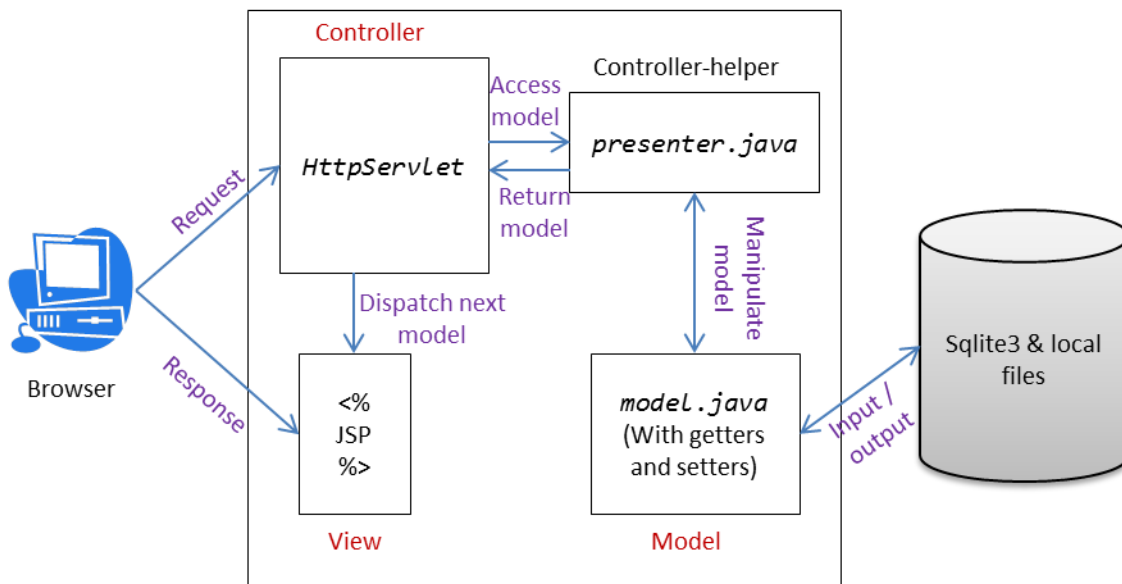 Controller
Controller-helper
Access
model
HttpServlet
presenter.java
Return
model
Request
Manipulate
model
Dispatch next
model
Browser
Response
<%
JSP
%>
model.java
(With getters
and setters)
Input /
output
Sqlite3 & local
files
View
Model